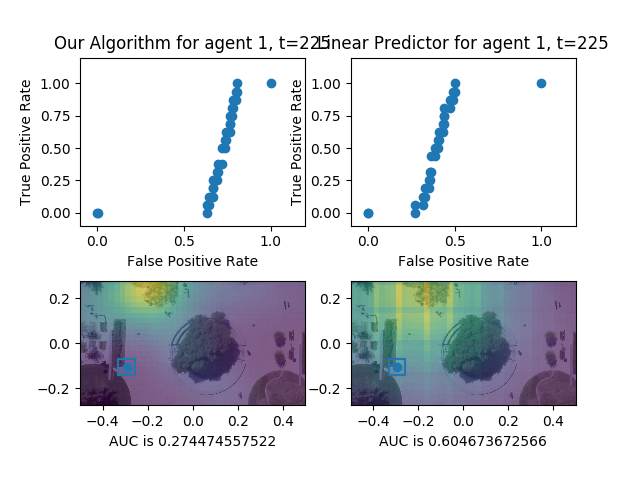 Our Algorithm for agent 1, t=225
Linear Predictor for agent 1, t=225
True Positive Rate
1.00
0.75
0.50
0.25
0.00
0.0 0.5 1.0
False Positive Rate
True Positive Rate
1.00
0.75
0.50
0.25
0.00
0.0 0.5 1.0
False Positive Rate
0.2
0.0
−0.2
−0.4 −0.2 0.0 0.2 0.4
AUC is 0.274474557522
0.2
0.0
−0.2
−0.4 −0.2 0.0 0.2 0.4
AUC is 0.604673672566